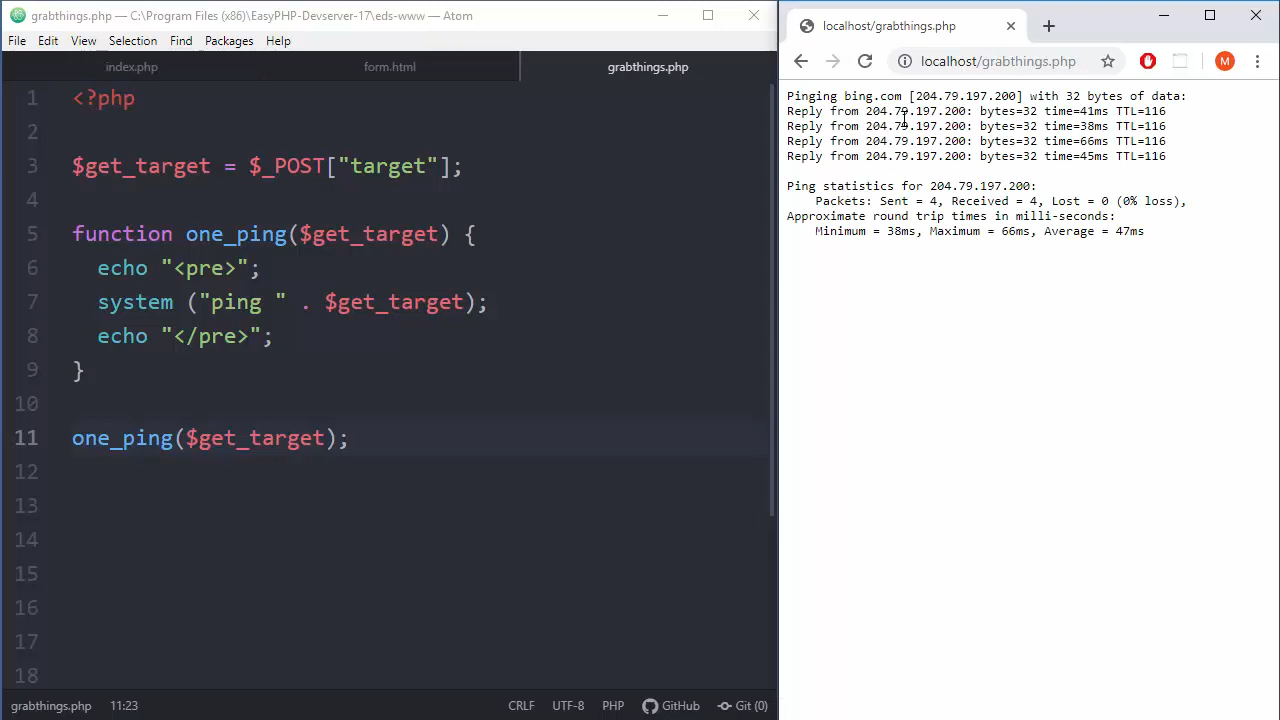 grabthings.php — C:\Program Files (x86)\EasyPHP-Devserver-17\eds-www — Atom
File Edit View Selection Find Packages Help
index.php form.html grabthings.php
1 <?php
2
3 $get_target = $_POST["target"];
4
5 function one_ping($get_target) {
6 echo "<pre>";
7 system ("ping " . $get_target);
8 echo "</pre>";
9 }
10
11 one_ping($get_target);
12
13
14
15
16
17
18
grabthings.php 11:23 CRLF UTF-8 PHP GitHub Git (0)
localhost/grabthings.php
localhost/grabthings.php M
Pinging bing.com [204.79.197.200] with 32 bytes of data:
Reply from 204.79.197.200: bytes=32 time=41ms TTL=116
Reply from 204.79.197.200: bytes=32 time=38ms TTL=116
Reply from 204.79.197.200: bytes=32 time=66ms TTL=116
Reply from 204.79.197.200: bytes=32 time=45ms TTL=116
Ping statistics for 204.79.197.200:
Packets: Sent = 4, Received = 4, Lost = 0 (0% loss),
Approximate round trip times in milli-seconds:
Minimum = 38ms, Maximum = 66ms, Average = 47ms